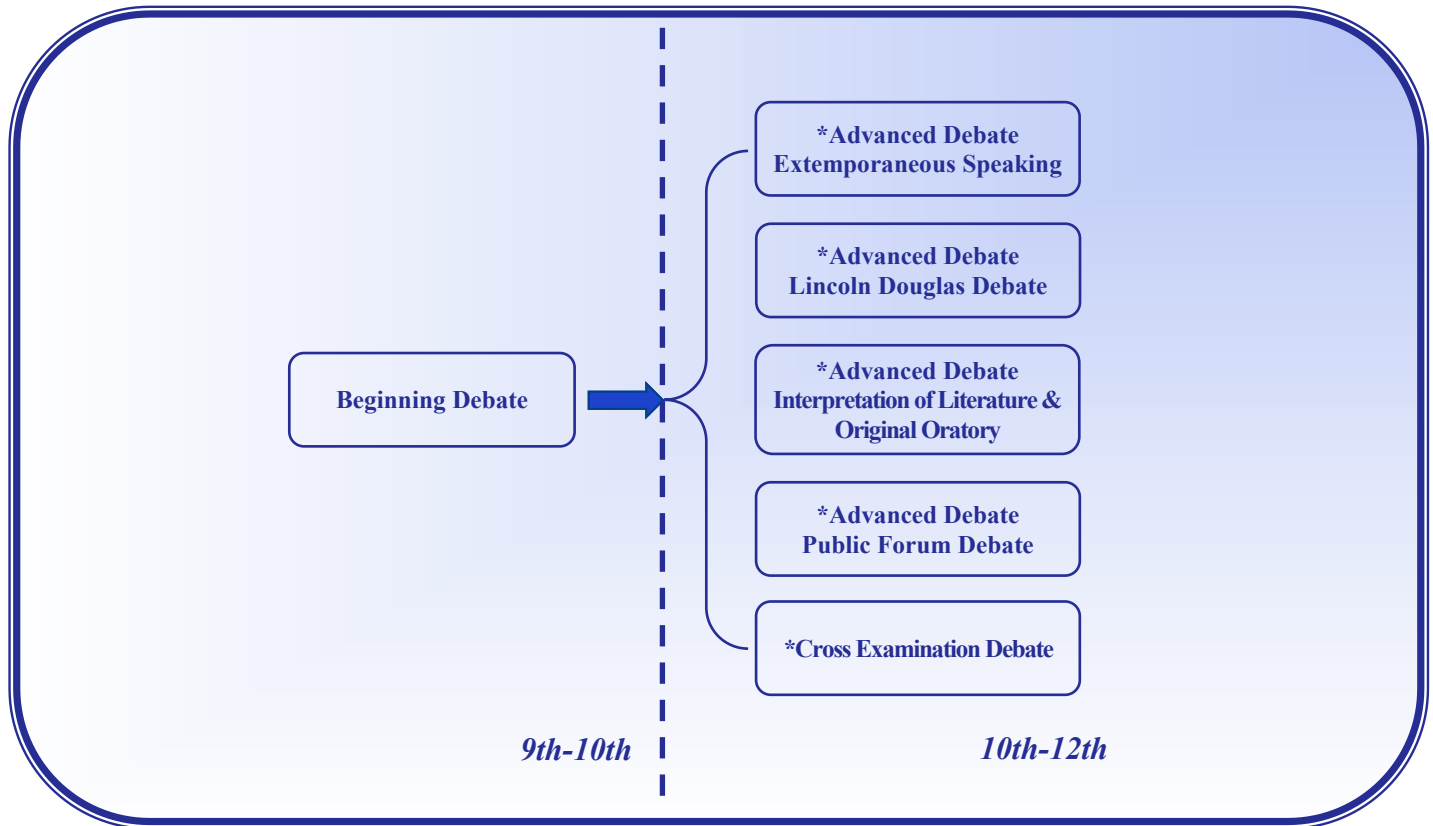 *Advanced Debate
Extemporaneous Speaking
*Advanced Debate
Lincoln Douglas Debate
Beginning Debate
*Advanced Debate
Interpretation of Literature &
Original Oratory
*Advanced Debate
Public Forum Debate
*Cross Examination Debate
9th-10th
10th-12th